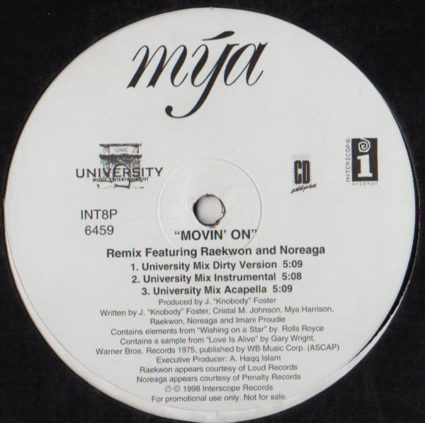 mýa
UNIVERSITY
MUSIC ENTERTAINMENT
CD
INTERSCOPE
RECORDS
i
INT8P
6459
"MOVIN' ON"
Remix Featuring Raekwon and Noreaga
1. University Mix Dirty Version 5:09
2. University Mix Instrumental 5:08
3. University Mix Acapella 5:09
Produced by J. "Knobody" Foster
Written by J. "Knobody" Foster, Cristal M. Johnson, Mya Harrison,
Raekwon, Noreaga and Imani Proudie
Contains elements from "Wishing on a Star" by Rolls Royce
Contains a sample from "Love Is Alive" by Gary Wright,
Warner Bros. Records 1975, published by WB Music Corp. (ASCAP)
Executive Producer: A. Haqq Islam
Raekwon appears courtesy of Loud Records
Noreaga appears courtesy of Penalty Records
℗ © 1998 Interscope Records
For promotional use only. Not for sale.